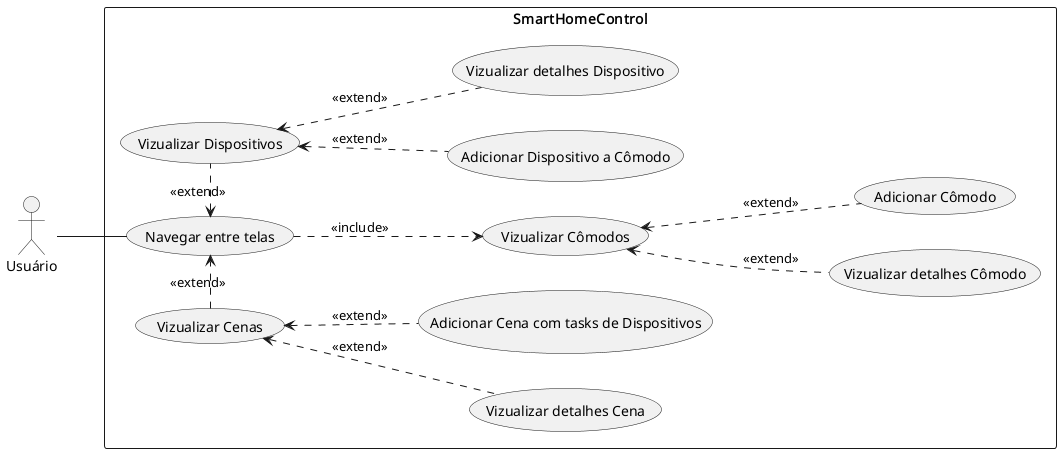 SmartHomeControl
Vizualizar detalhes Dispositivo
«extend»
Vizualizar Dispositivos
«extend»
Adicionar Dispositivo a Cômodo
«extend»
Adicionar Cômodo
«extend»
Navegar entre telas
«include»
Vizualizar Cômodos
Usuário
«extend»
Vizualizar detalhes Cômodo
«extend»
Vizualizar Cenas
«extend»
Adicionar Cena com tasks de Dispositivos
«extend»
Vizualizar detalhes Cena